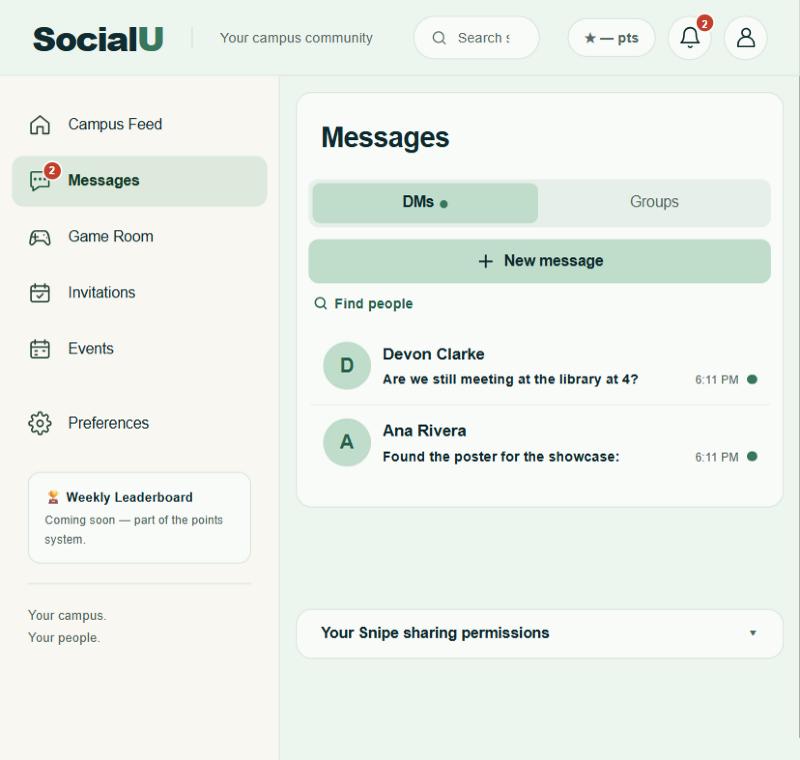 SocialU
Your campus community
Search s
★ — pts
2
Campus Feed
2
Messages
Game Room
Invitations
Events
Preferences
🏆 Weekly Leaderboard
Coming soon — part of the points
system.
Your campus.
Your people.
Messages
DMs
Groups
+ New message
Find people
D
Devon Clarke
Are we still meeting at the library at 4?
6:11 PM
A
Ana Rivera
Found the poster for the showcase:
6:11 PM
Your Snipe sharing permissions
▼